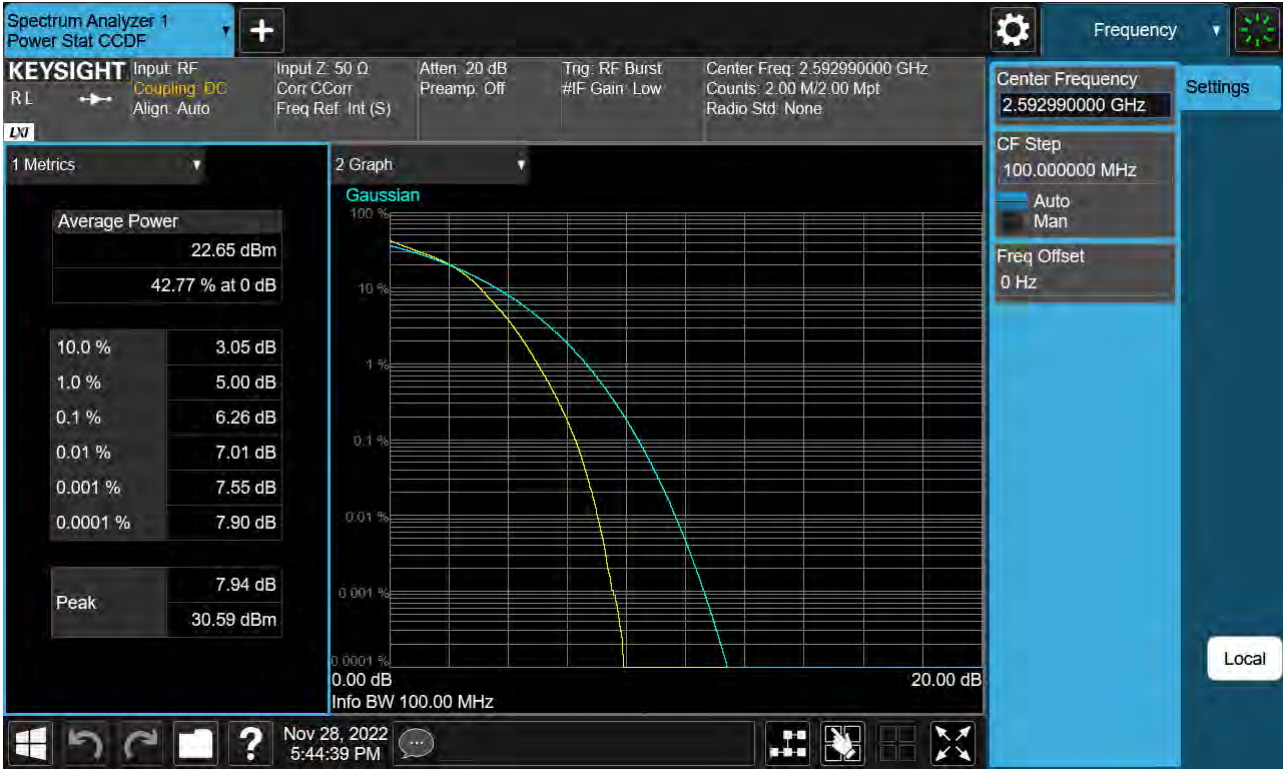 Spectrum Analyzer 1
Power Stat CCDF
+
Frequency
KEYSIGHT
R L
LXI
Input: RF
Coupling: DC
Align: Auto
Input Z: 50 Ω
Corr CCorr
Freq Ref: Int (S)
Atten: 20 dB
Preamp: Off
Trig: RF Burst
#IF Gain: Low
Center Freq: 2.592990000 GHz
Counts: 2.00 M/2.00 Mpt
Radio Std: None
Center Frequency
2.592990000 GHz
Settings
CF Step
100.000000 MHz
Auto
Man
Freq Offset
0 Hz
1 Metrics
Average Power
22.65 dBm
42.77 % at 0 dB
10.0 % 3.05 dB
1.0 % 5.00 dB
0.1 % 6.26 dB
0.01 % 7.01 dB
0.001 % 7.55 dB
0.0001 % 7.90 dB
Peak
7.94 dB
30.59 dBm
2 Graph
Gaussian
100 %
10 %
1 %
0.1 %
0.01 %
0.001 %
0.0001 %
0.00 dB 20.00 dB
Info BW 100.00 MHz
Local
?
Nov 28, 2022
5:44:39 PM